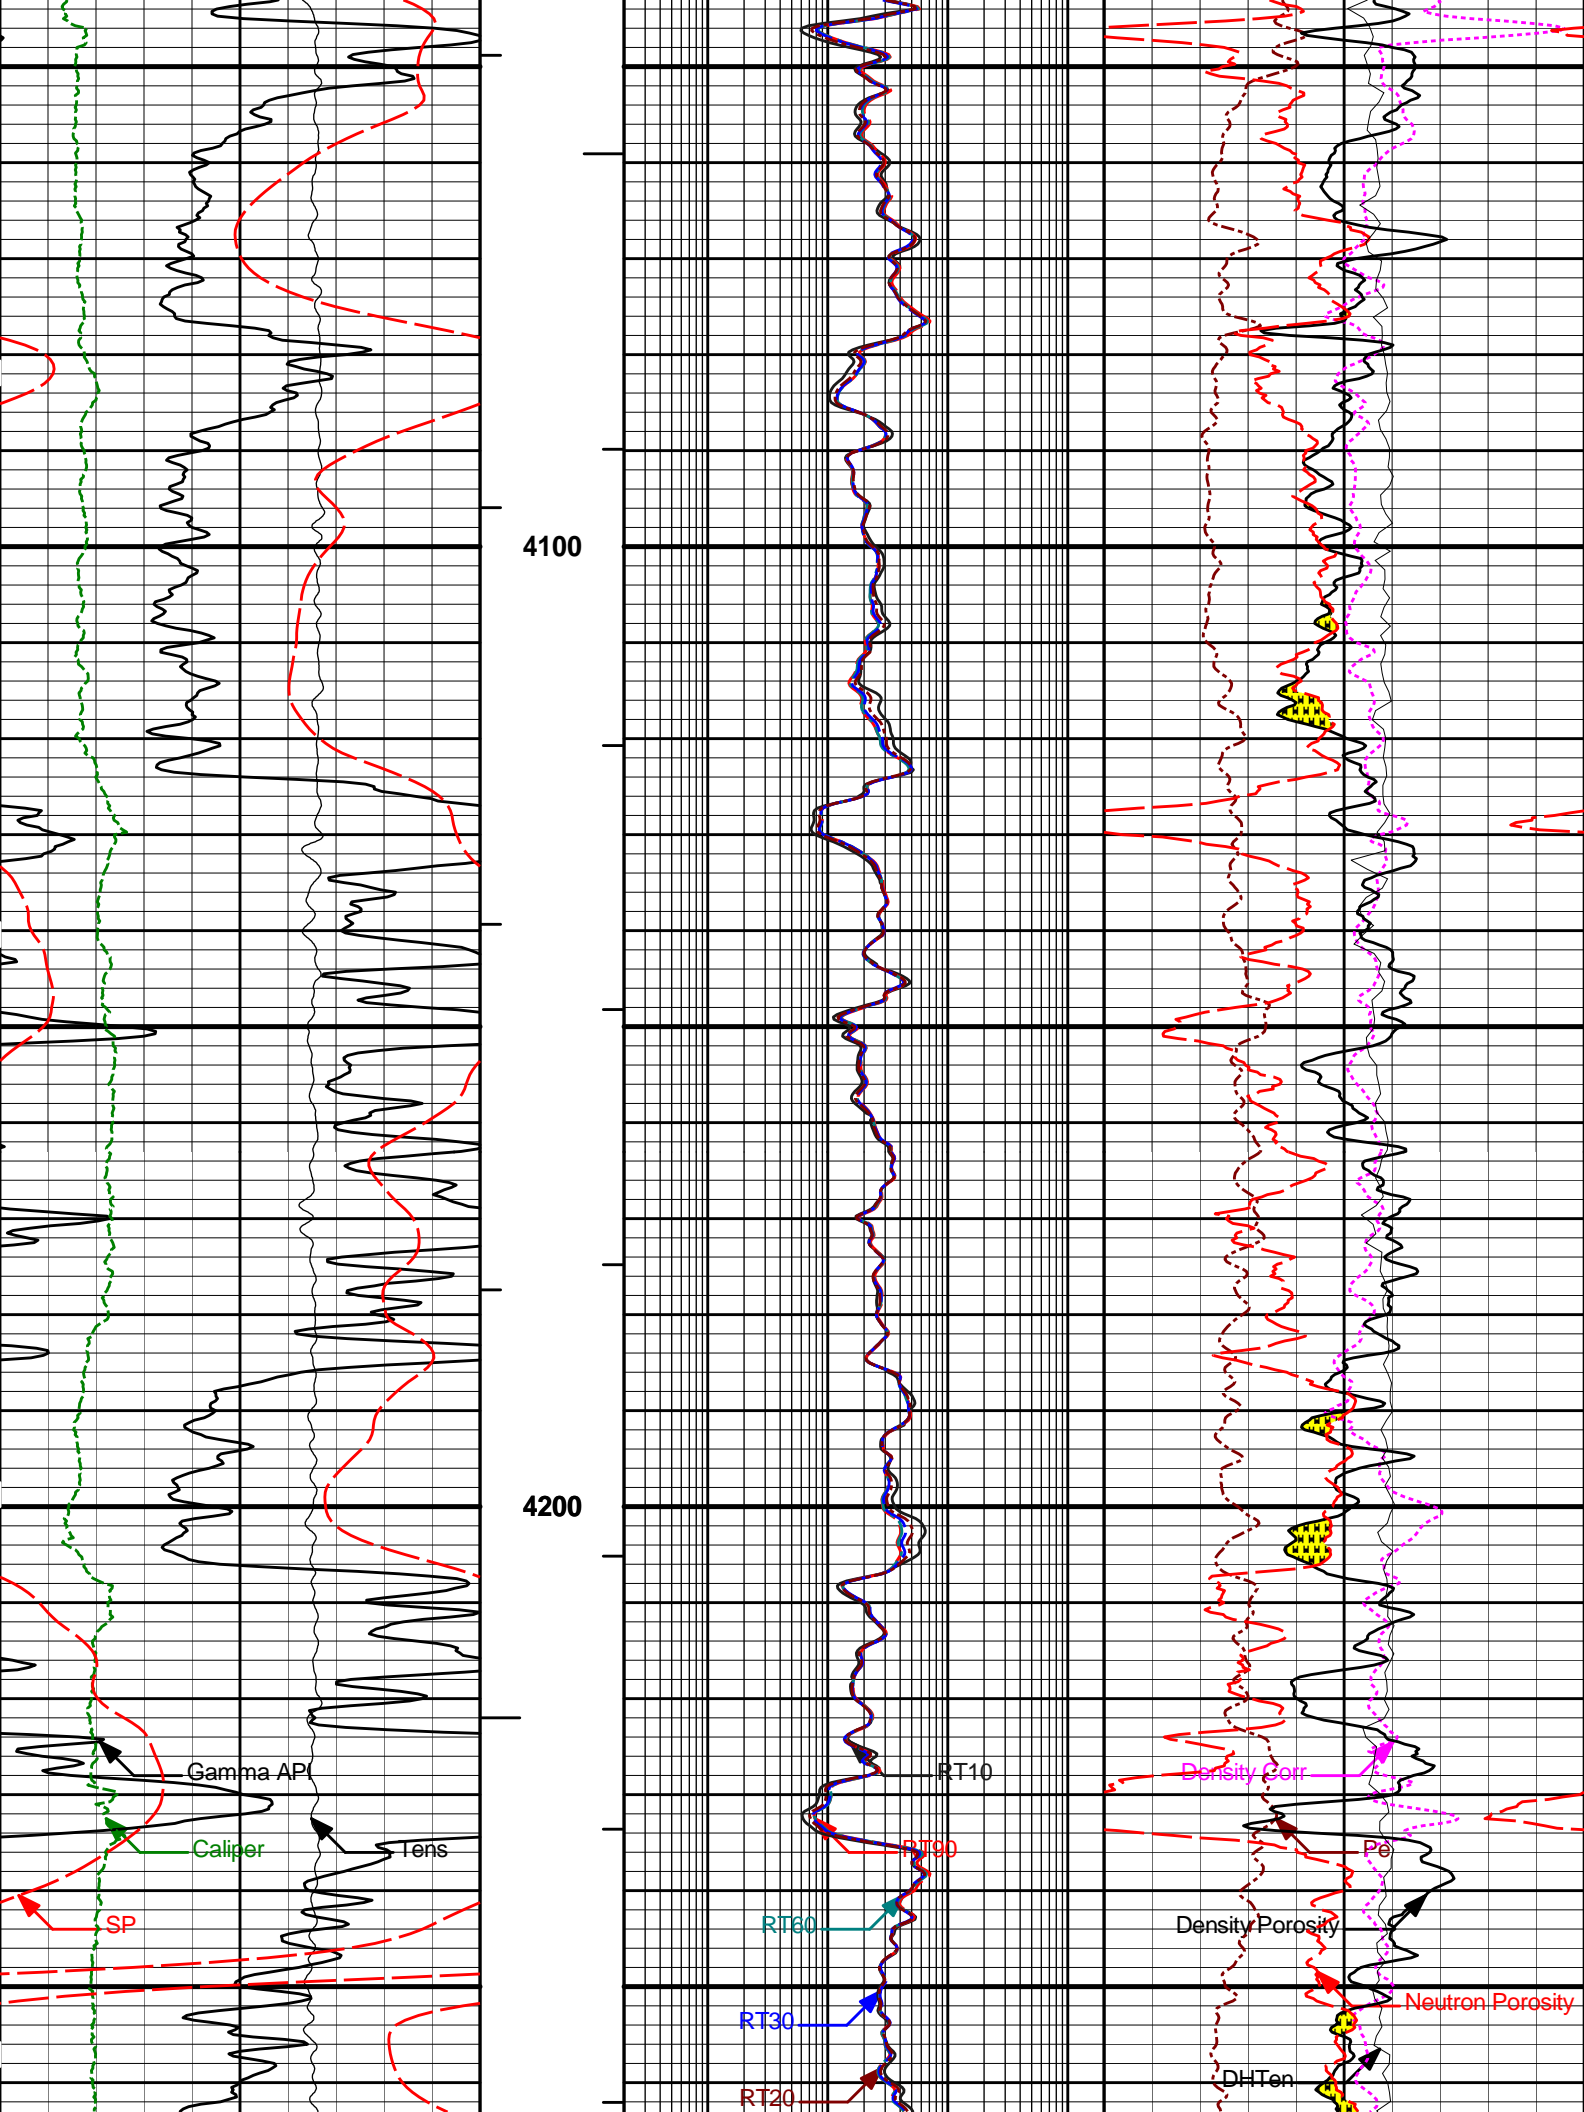 4100
4200
Gamma API
RT10
Density Corr
Caliper
Tens
RT90
Pe
SP
RT60
Density Porosity
RT30
Neutron Porosity
RT20
DHTen